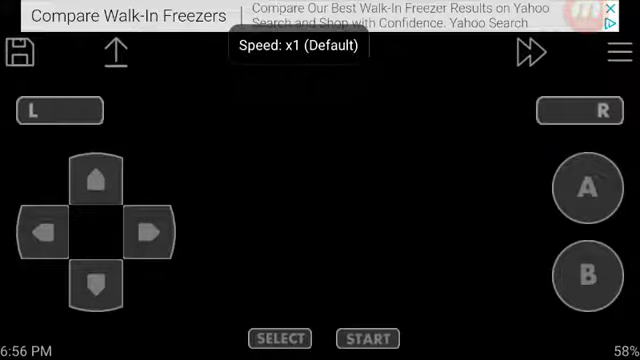 Compare Walk-In Freezers
Compare Our Best Walk-In Freezer Results on Yahoo
Search and Shop with Confidence. Yahoo Search
Speed: x1 (Default)
L
R
A
B
SELECT
START
6:56 PM
58%